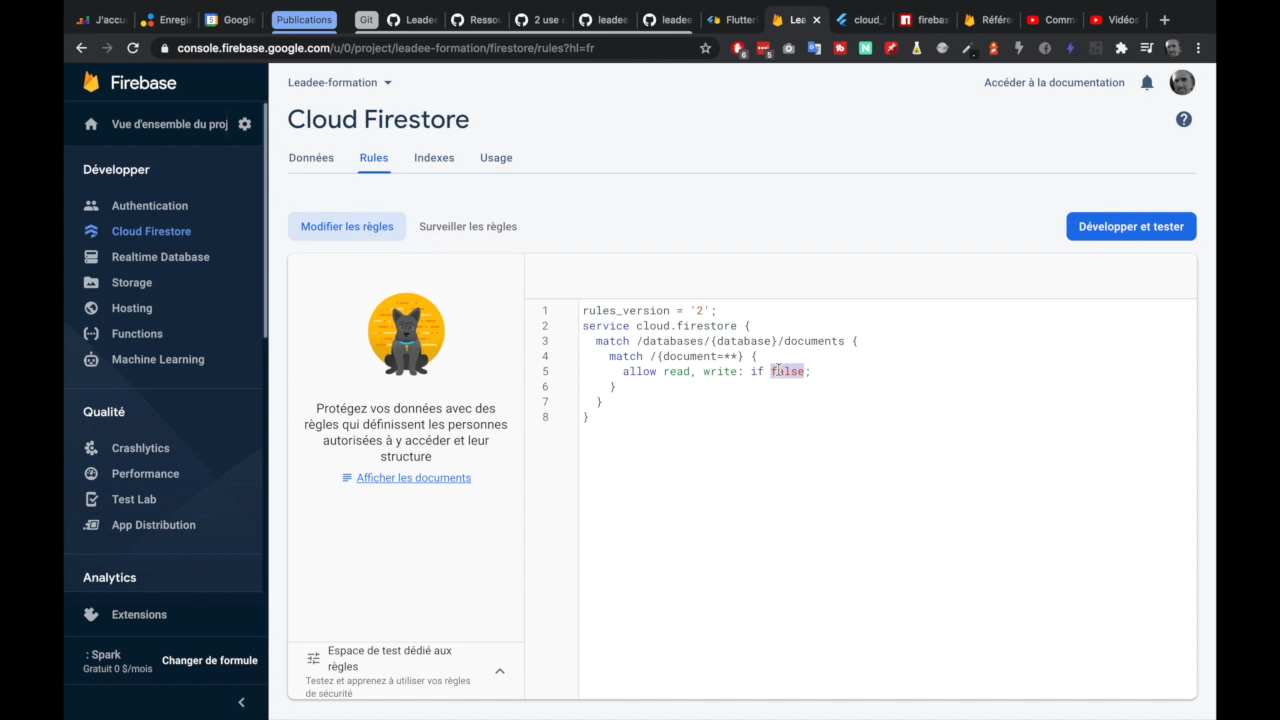 J'accu
Enregi
Google
Publications
Git
Leadee
Ressou
2 use c
leadee
leadee
Flutter
Lea
cloud_
firebas
Référe
Comm
Vidéos
console.firebase.google.com/u/0/project/leadee-formation/firestore/rules?hl=fr
6
5
Firebase
Vue d'ensemble du proj
Développer
Authentication
Cloud Firestore
Realtime Database
Storage
Hosting
Functions
Machine Learning
Qualité
Crashlytics
Performance
Test Lab
App Distribution
Analytics
Extensions
: Spark
Gratuit 0 $/mois
Changer de formule
Leadee-formation
Accéder à la documentation
Cloud Firestore
Données
Rules
Indexes
Usage
Modifier les règles
Surveiller les règles
Développer et tester
Protégez vos données avec des
règles qui définissent les personnes
autorisées à y accéder et leur
structure
Afficher les documents
Espace de test dédié aux
règles
Testez et apprenez à utiliser vos règles
de sécurité
1 rules_version = '2';
2 service cloud.firestore {
3 match /databases/{database}/documents {
4 match /{document=**} {
5 allow read, write: if false;
6 }
7 }
8 }